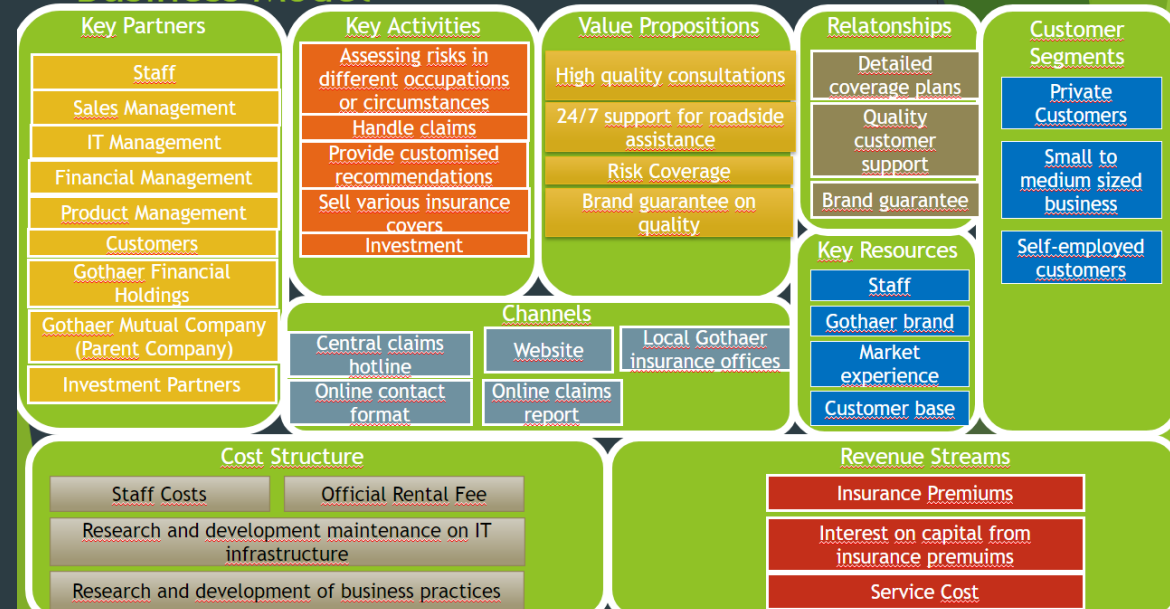 Business Model
Key Partners
Staff
Sales Management
IT Management
Financial Management
Product Management
Customers
Gothaer Financial
Holdings
Gothaer Mutual Company
(Parent Company)
Investment Partners
Key Activities
Assessing risks in
different occupations
or circumstances
Handle claims
Provide customised
recommendations
Sell various insurance
covers
Investment
Value Propositions
High quality consultations
24/7 support for roadside
assistance
Risk Coverage
Brand guarantee on
quality
Relationships
Detailed
coverage plans
Quality
customer
support
Brand guarantee
Customer
Segments
Private
Customers
Small to
medium sized
business
Self-employed
customers
Key Resources
Staff
Gothaer brand
Market
experience
Customer base
Channels
Central claims
hotline
Website
Local Gothaer
insurance offices
Online contact
format
Online claims
report
Cost Structure
Staff Costs
Official Rental Fee
Research and development maintenance on IT
infrastructure
Research and development of business practices
Revenue Streams
Insurance Premiums
Interest on capital from
insurance premuims
Service Cost